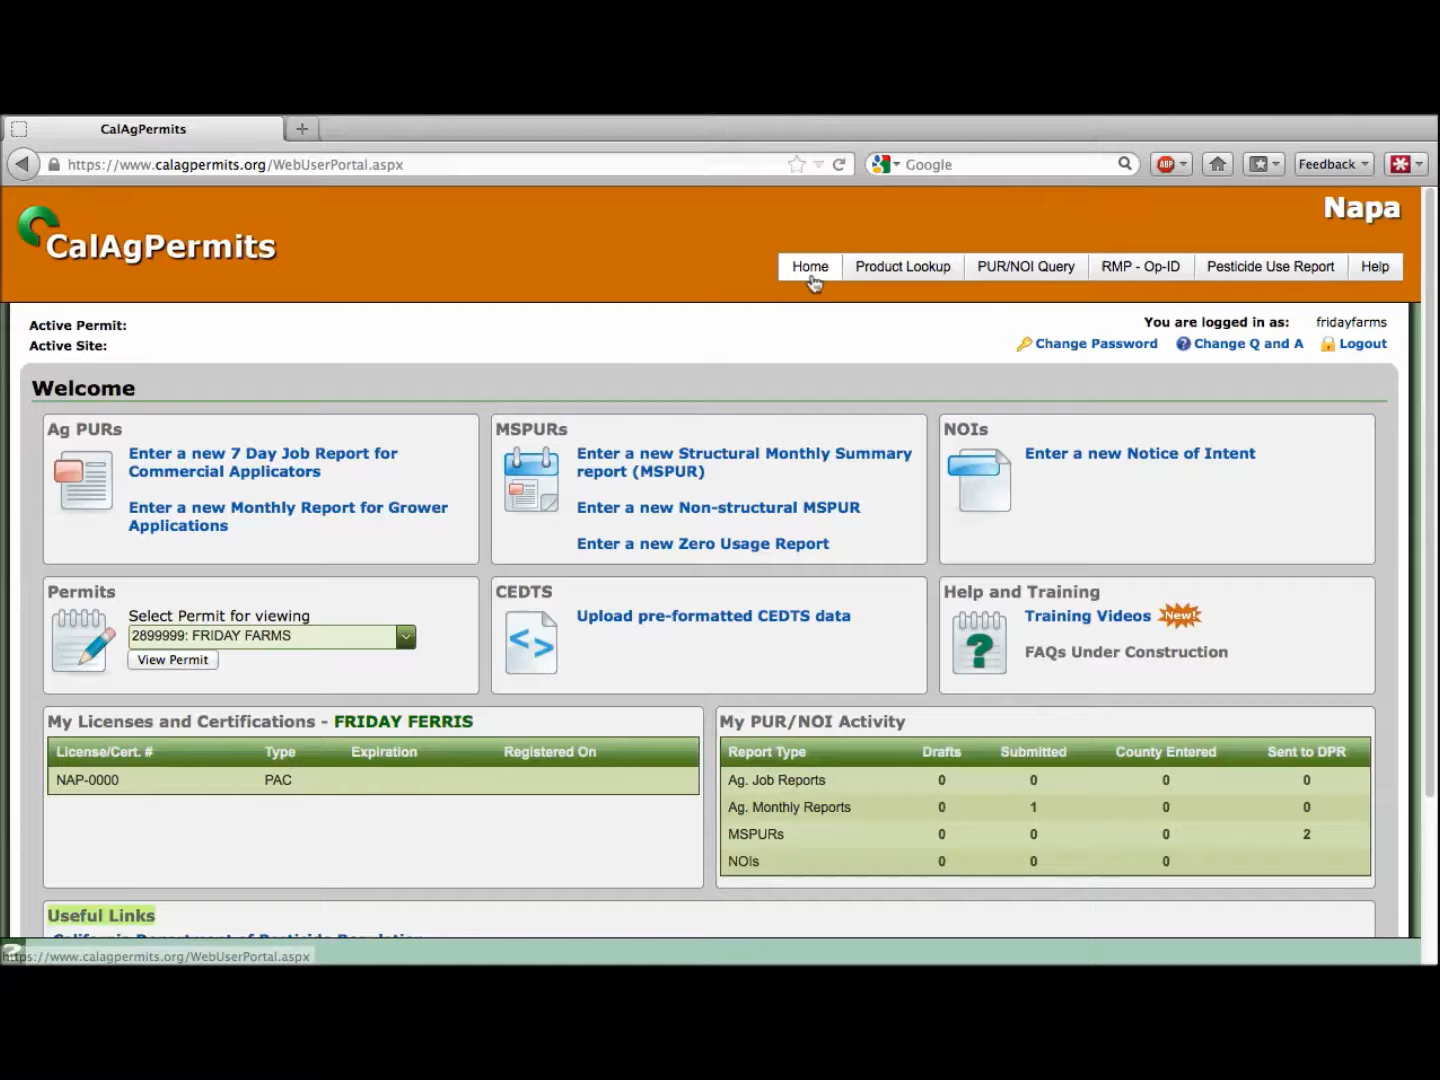 CalAgPermits
https://www.calagpermits.org/WebUserPortal.aspx
Google
ABP
Feedback
Napa
CalAgPermits
Home Product Lookup PUR/NOI Query RMP - Op-ID Pesticide Use Report Help
Active Permit:
Active Site:
You are logged in as: fridayfarms
Change Password Change Q and A Logout
Welcome
Ag PURs
Enter a new 7 Day Job Report for
Commercial Applicators
Enter a new Monthly Report for Grower
Applications
MSPURs
Enter a new Structural Monthly Summary
report (MSPUR)
Enter a new Non-structural MSPUR
Enter a new Zero Usage Report
NOIs
Enter a new Notice of Intent
Permits
Select Permit for viewing
2899999: FRIDAY FARMS
View Permit
CEDTS
Upload pre-formatted CEDTS data
Help and Training
Training Videos New!
FAQs Under Construction
My Licenses and Certifications - FRIDAY FERRIS
License/Cert. # Type Expiration Registered On
NAP-0000 PAC
My PUR/NOI Activity
Report Type Drafts Submitted County Entered Sent to DPR
Ag. Job Reports 0 0 0 0
Ag. Monthly Reports 0 1 0 0
MSPURs 0 0 0 2
NOIs 0 0 0
Useful Links
California Department of Pesticide Regulation
https://www.calagpermits.org/WebUserPortal.aspx